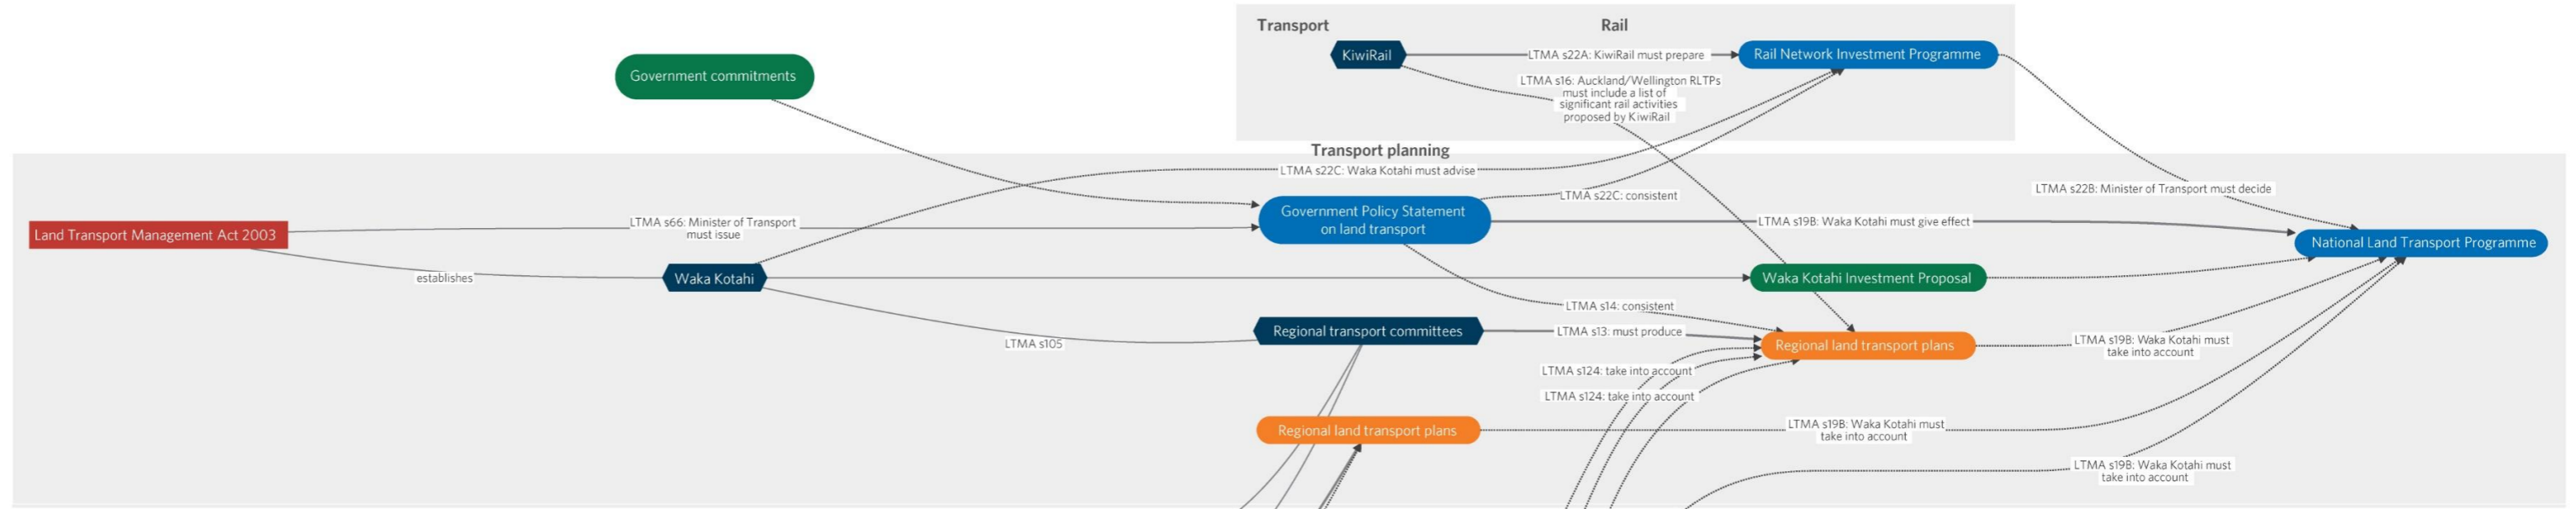 Transport
Rail
KiwiRail
LTMA s22A: KiwiRail must prepare
Rail Network Investment Programme
Government commitments
LTMA s16: Auckland/Wellington RLTPs
must include a list of
significant rail activities
proposed by KiwiRail
Transport planning
LTMA s22C: Waka Kotahi must advise
LTMA s22C: consistent
LTMA s22B: Minister of Transport must decide
Government Policy Statement
on land transport
LTMA s66: Minister of Transport
must issue
LTMA s19B: Waka Kotahi must give effect
Land Transport Management Act 2003
National Land Transport Programme
establishes
Waka Kotahi
Waka Kotahi Investment Proposal
LTMA s14: consistent
Regional transport committees
LTMA s13: must produce
LTMA s105
Regional land transport plans
LTMA s19B: Waka Kotahi must
take into account
LTMA s124: take into account
LTMA s124: take into account
Regional land transport plans
LTMA s19B: Waka Kotahi must
take into account
LTMA s19B: Waka Kotahi must
take into account